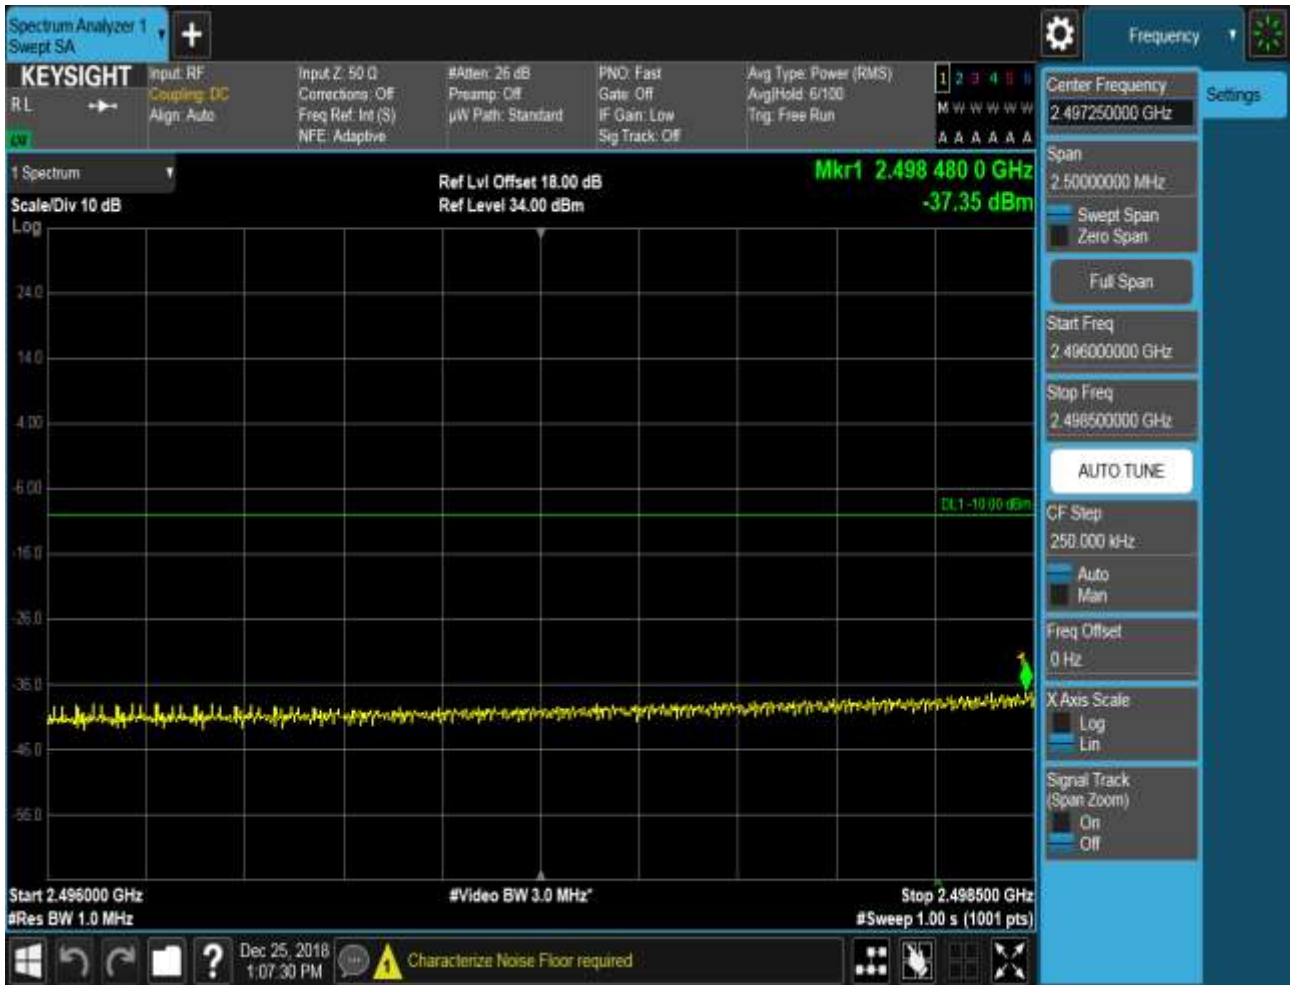 Spectrum Analyzer 1
Swept SA
+
Frequency
KEYSIGHT
RL
Input: RF
Coupling: DC
Align: Auto
Input Z: 50 Ω
Corrections: Off
Freq Ref: Int (S)
NFE: Adaptive
#Atten: 26 dB
Preamp: Off
µW Path: Standard
PNO: Fast
Gate: Off
IF Gain: Low
Sig Track: Off
Avg Type: Power (RMS)
Avg|Hold: 6/100
Trig: Free Run
1 2 3 4 5 6
M W W W W W
A A A A A A
Center Frequency
2.497250000 GHz
Settings
1 Spectrum
Scale/Div 10 dB
Ref Lvl Offset 18.00 dB
Ref Level 34.00 dBm
Mkr1 2.498 480 0 GHz
-37.35 dBm
Log
24.0
14.0
4.00
-6.00
-16.0
-26.0
-36.0
-46.0
-56.0
DL1 -10.00 dBm
1
Span
2.50000000 MHz
Swept Span
Zero Span
Full Span
Start Freq
2.496000000 GHz
Stop Freq
2.498500000 GHz
AUTO TUNE
CF Step
250.000 kHz
Auto
Man
Freq Offset
0 Hz
X Axis Scale
Log
Lin
Signal Track
(Span Zoom)
On
Off
Start 2.496000 GHz
#Video BW 3.0 MHz*
Stop 2.498500 GHz
#Res BW 1.0 MHz
#Sweep 1.00 s (1001 pts)
?
Dec 25, 2018
1:07:30 PM
1
Characterize Noise Floor required